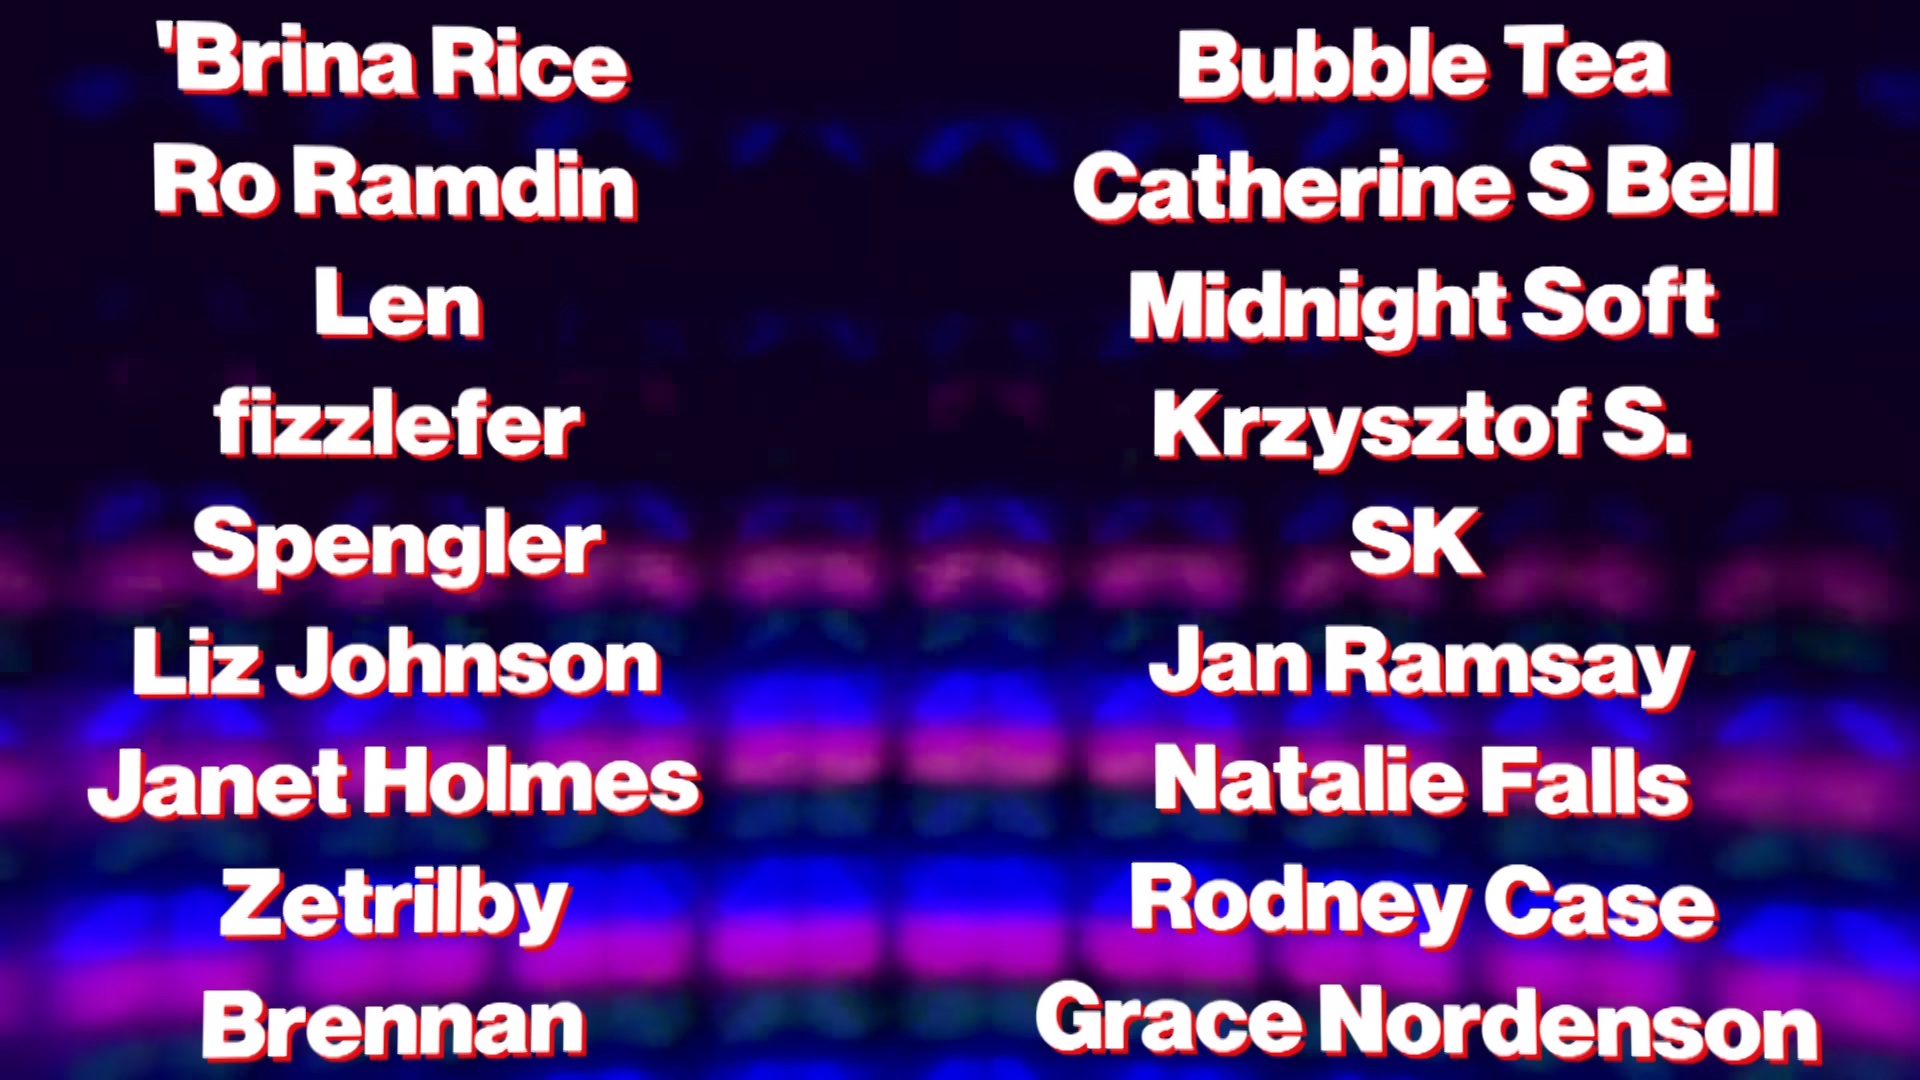 'Brina Rice
Ro Ramdin
Len
fizzlefer
Spengler
Liz Johnson
Janet Holmes
Zetrilby
Brennan
Bubble Tea
Catherine S Bell
Midnight Soft
Krzysztof S.
SK
Jan Ramsay
Natalie Falls
Rodney Case
Grace Nordenson